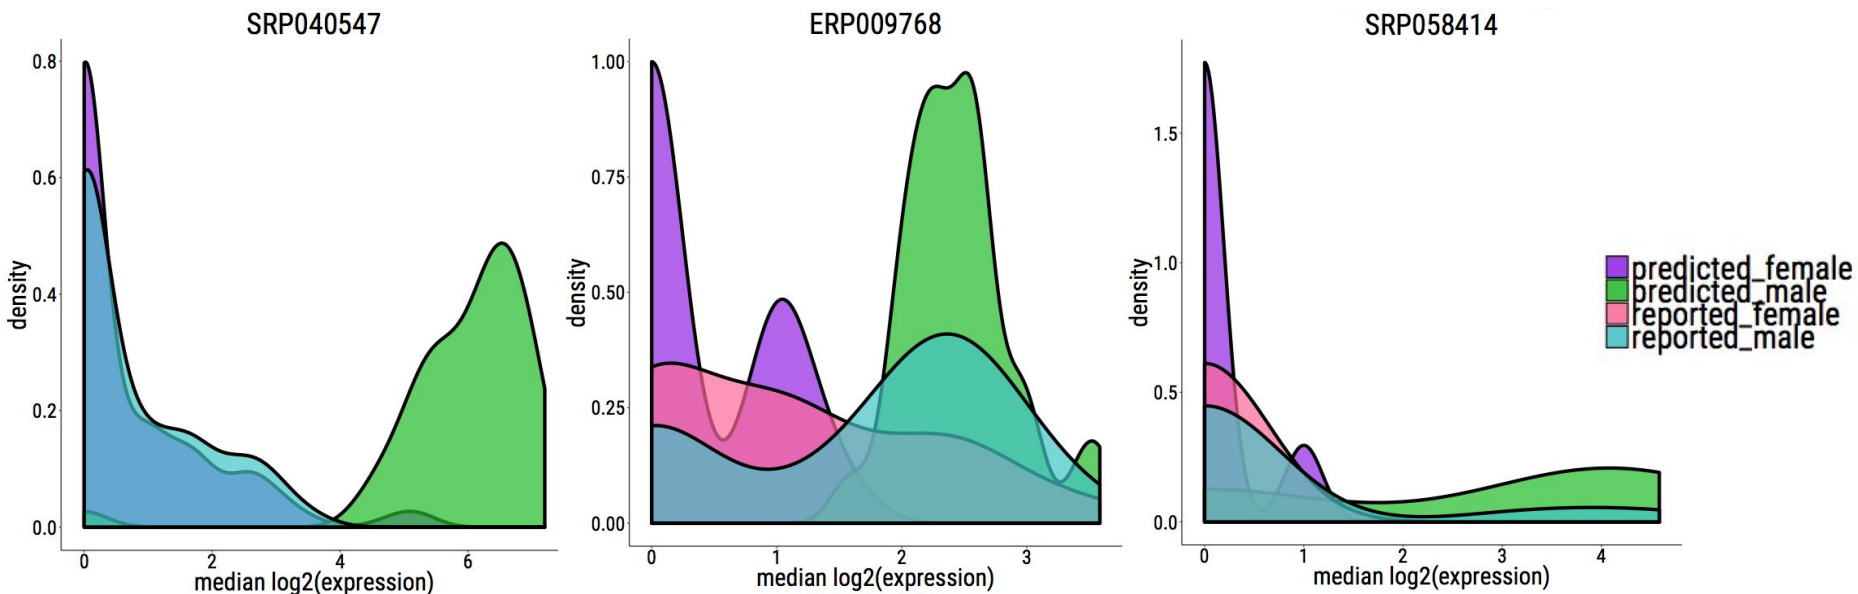 SRP040547
0.8
0.6
0.4
0.2
0.0
density
0 2 4 6
median log2(expression)
ERP009768
1.00
0.75
0.50
0.25
0.00
density
0 1 2 3
median log2(expression)
SRP058414
1.5
1.0
0.5
0.0
density
0 1 2 3 4
median log2(expression)
predicted_female
predicted_male
reported_female
reported_male